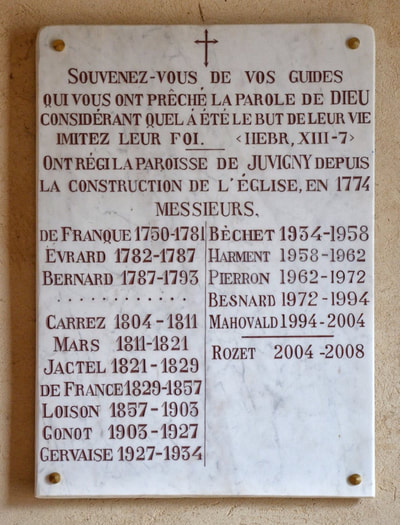 SOUVENEZ-VOUS DE VOS GUIDES
QUI VOUS ONT PRÊCHÉ LA PAROLE DE DIEU
CONSIDÉRANT QUEL A ÉTÉ LE BUT DE LEUR VIE
IMITEZ LEUR FOI. <HEBR, XIII-7>
ONT RÉGI LA PAROISSE DE JUVIGNY DEPUIS
LA CONSTRUCTION DE L'ÉGLISE, EN 1774
MESSIEURS.
DE FRANQUE 1750-1781
EVRARD 1782-1787
BERNARD 1787-1793
. . . . . . . . . . . . .
CARREZ 1804-1811
MARS 1811-1821
JACTEL 1821-1829
DE FRANCE 1829-1857
LOISON 1857-1903
GONOT 1903-1927
GERVAISE 1927-1934
BÈCHET 1934-1958
HARMENT 1958-1962
PIERRON 1962-1972
BESNARD 1972-1994
MAHOVALD 1994-2004
ROZET 2004-2008